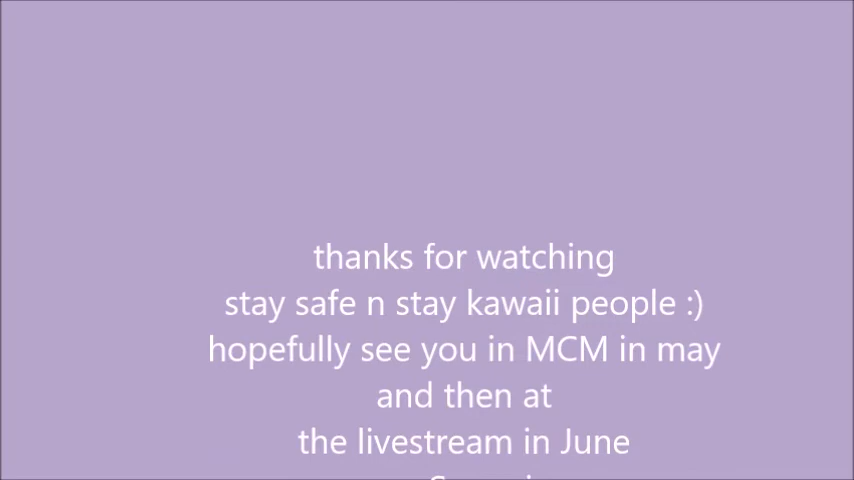 thanks for watching
stay safe n stay kawaii people :)
hopefully see you in MCM in may
and then at
the livestream in June